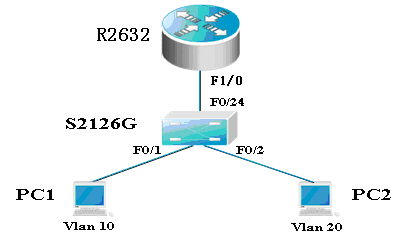 R2632
F1/0
F0/24
S2126G
F0/1
F0/2
PC1
PC2
Vlan 10
Vlan 20